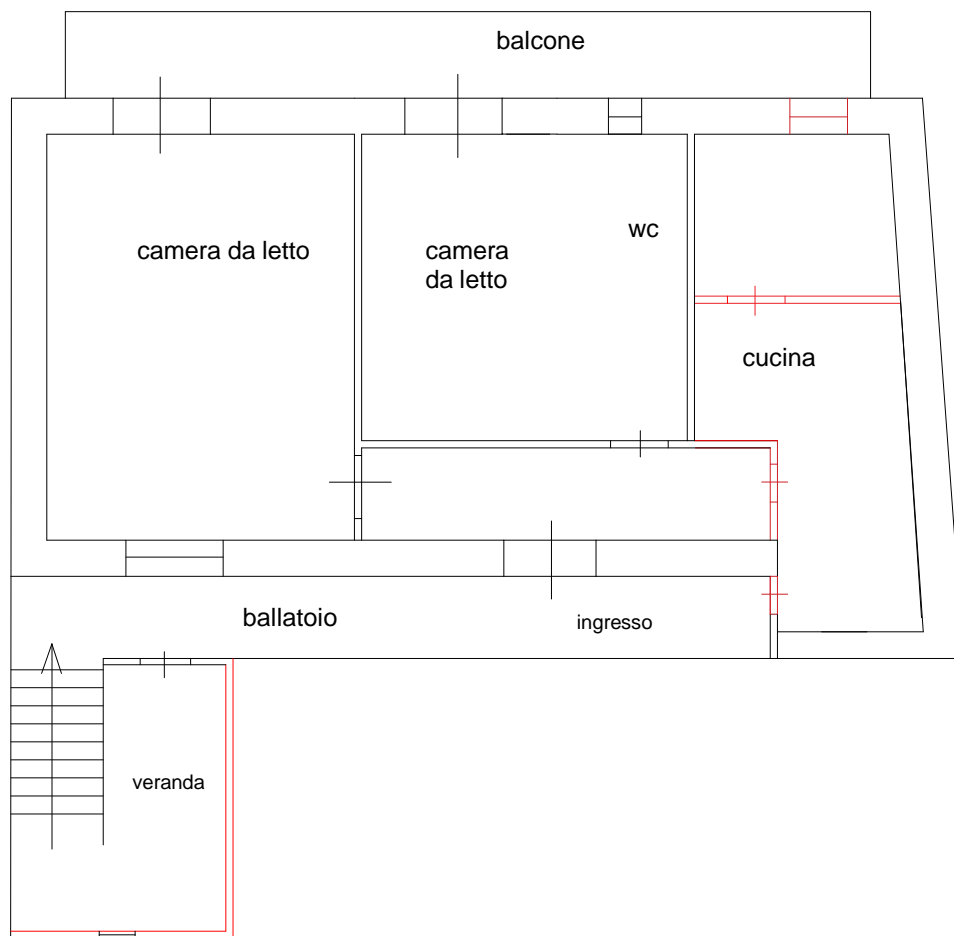 balcone
wc
camera da letto
camera
da letto
cucina
ballatoio
ingresso
veranda